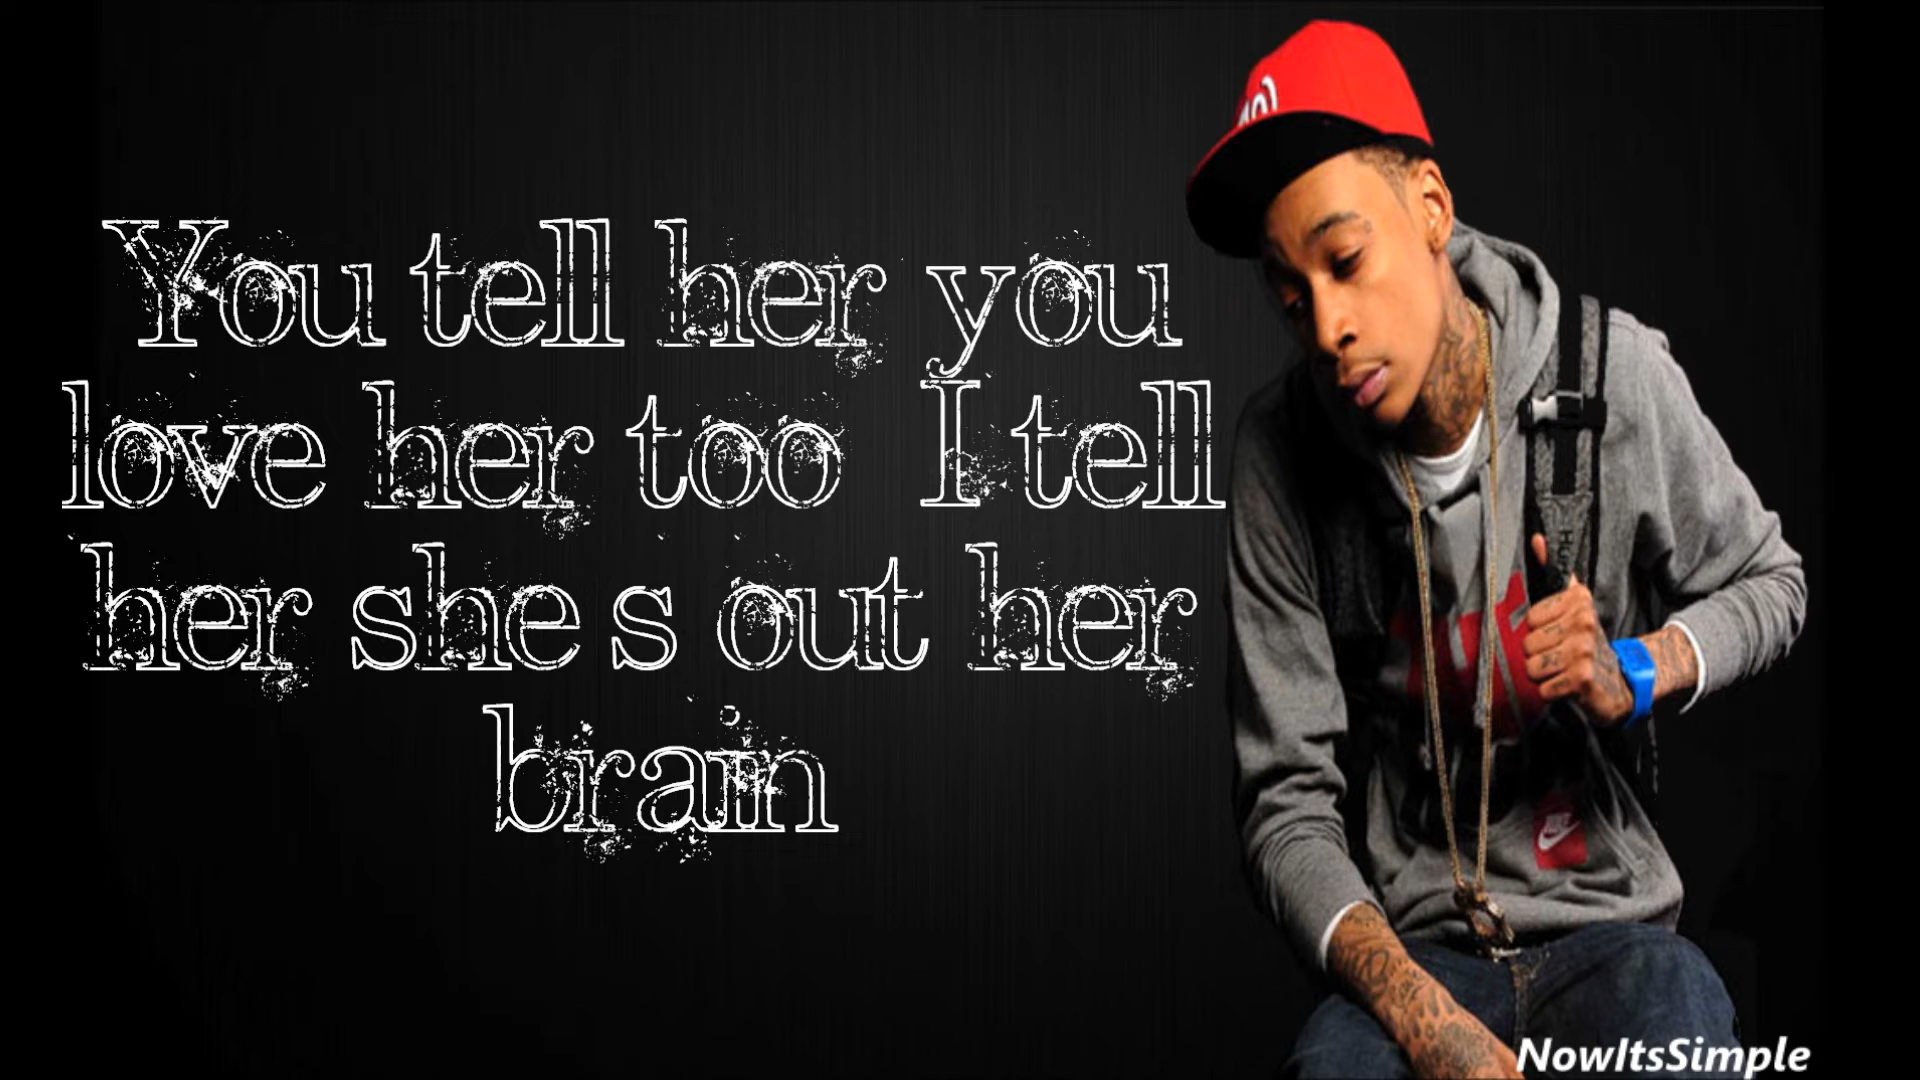 You tell her you
love her too I tell
her she s out her
brain
NowItsSimple